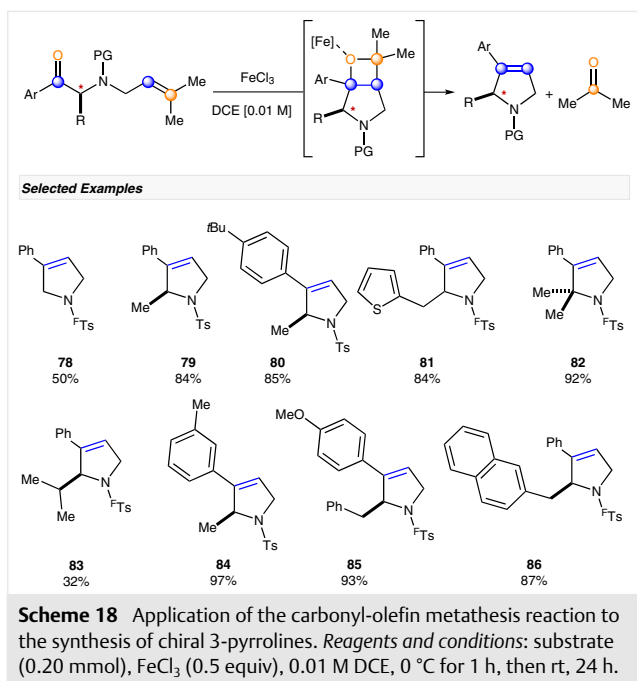 O
PG
Ar
N
*
R
Me
Me
FeCl3
DCE [0.01 M]
[Fe]
O
Me
Me
Ar
R
*
N
PG
Ar
R
*
N
PG
+
O
Me
Me
Selected Examples
Ph
N
FTs
78
50%
Ph
Me
N
Ts
79
84%
tBu
Me
N
Ts
80
85%
Ph
S
N
FTs
81
84%
Ph
Me
Me
N
FTs
82
92%
Ph
Me
Me
N
FTs
83
32%
Me
Me
N
Ts
84
97%
MeO
Ph
N
FTs
85
93%
Ph
N
FTs
86
87%
Scheme 18 Application of the carbonyl-olefin metathesis reaction to
the synthesis of chiral 3-pyrrolines. Reagents and conditions: substrate
(0.20 mmol), FeCl3 (0.5 equiv), 0.01 M DCE, 0 °C for 1 h, then rt, 24 h.